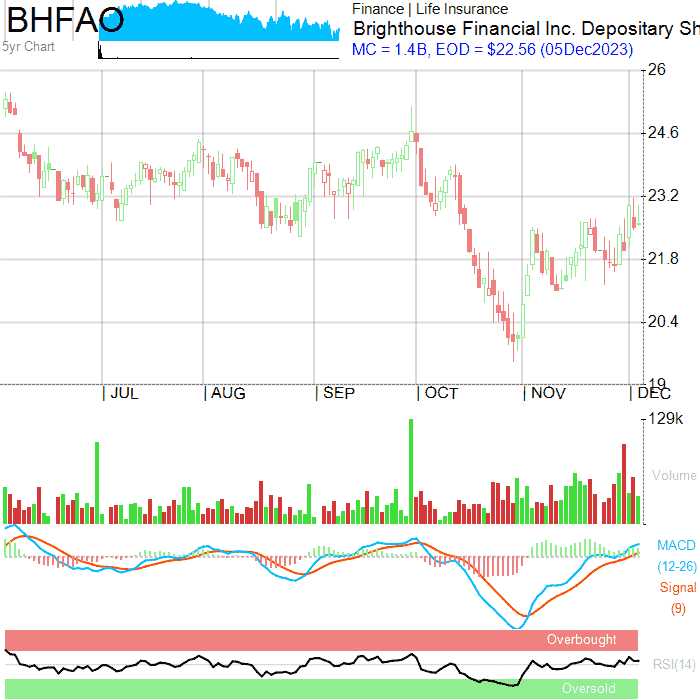 BHFAO
5yr Chart
Finance | Life Insurance
Brighthouse Financial Inc. Depositary Sh
MC = 1.4B, EOD = $22.56 (05Dec2023)
26
24.6
23.2
21.8
20.4
19
JUL
AUG
SEP
OCT
NOV
DEC
129k
Volume
MACD
(12-26)
Signal
(9)
Overbought
RSI(14)
Oversold